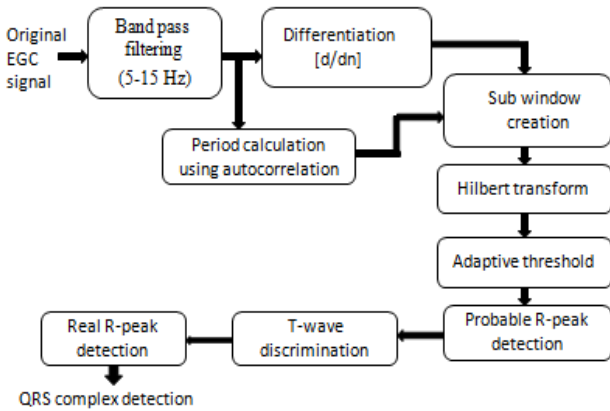 Original
EGC
signal
Band pass
filtering
(5-15 Hz)
Differentiation
[d/dn]
Period calculation
using autocorrelation
Sub window
creation
Hilbert transform
Adaptive threshold
Probable R-peak
detection
T-wave
discrimination
Real R-peak
detection
QRS complex detection